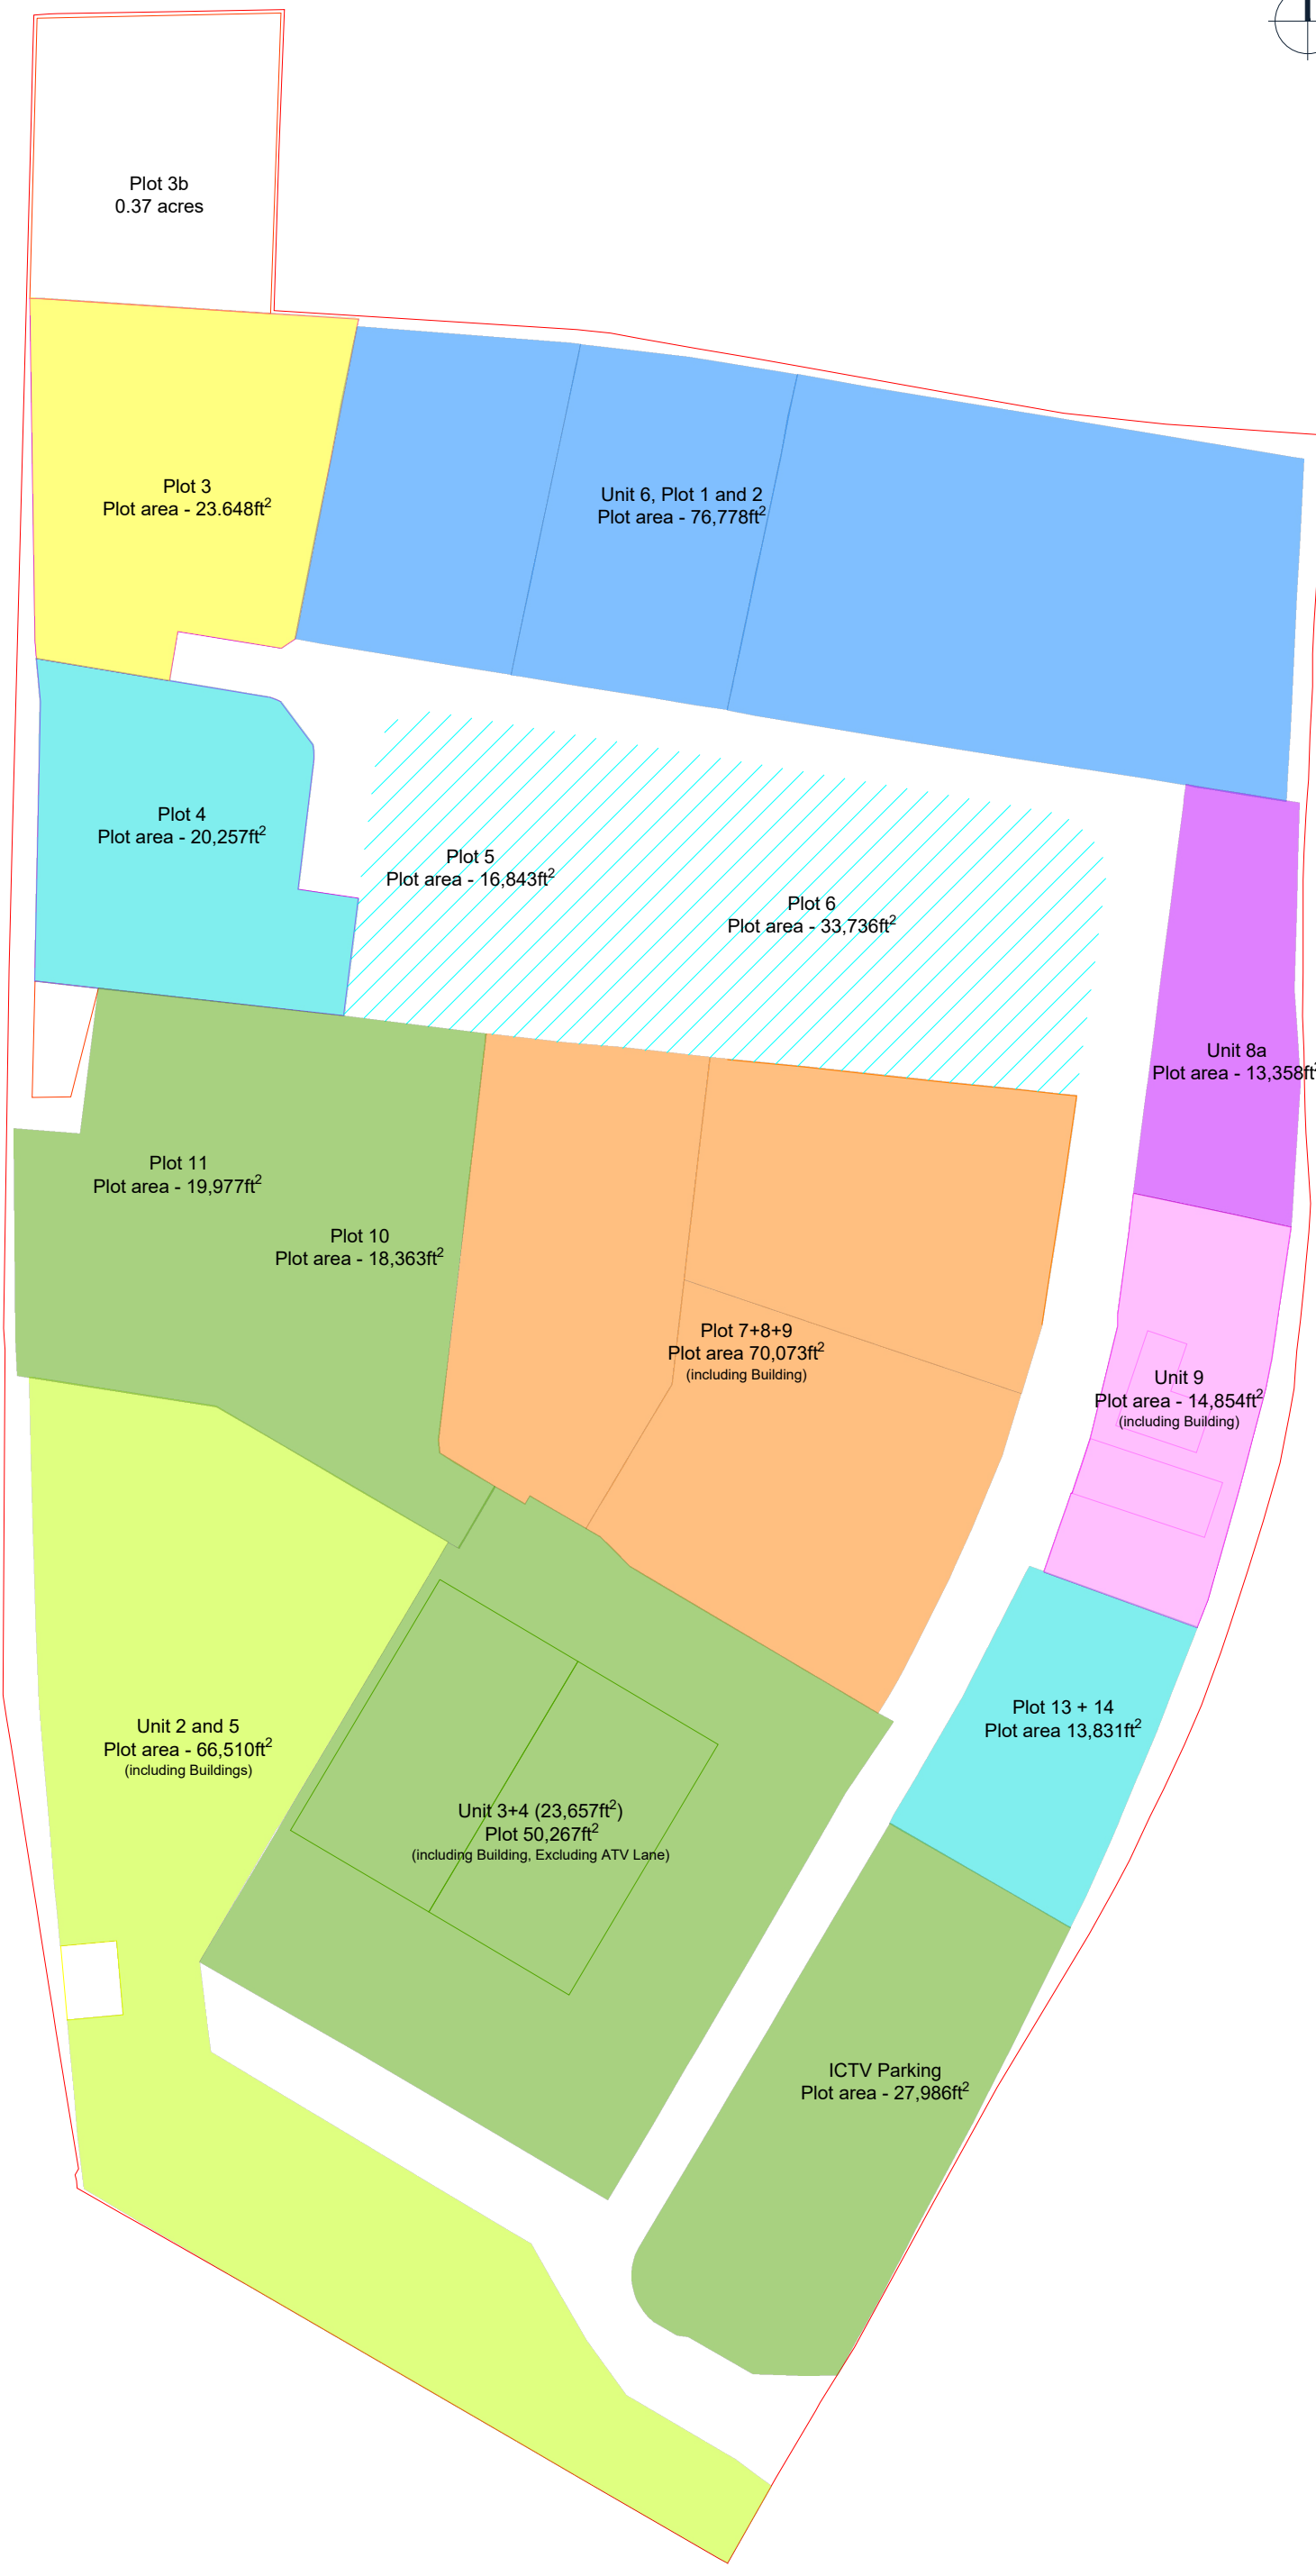 Plot 3b
0.37 acres
Plot 3
Plot area - 23.648ft²
Unit 6, Plot 1 and 2
Plot area - 76,778ft²
Plot 4
Plot area - 20,257ft²
Plot 5
Plot area - 16,843ft²
Plot 6
Plot area - 33,736ft²
Unit 8a
Plot area - 13,358ft²
Plot 11
Plot area - 19,977ft²
Plot 10
Plot area - 18,363ft²
Plot 7+8+9
Plot area 70,073ft²
(including Building)
Unit 9
Plot area - 14,854ft²
(including Building)
Plot 13 + 14
Plot area 13,831ft²
Unit 2 and 5
Plot area - 66,510ft²
(including Buildings)
Unit 3+4 (23,657ft²)
Plot 50,267ft²
(including Building, Excluding ATV Lane)
ICTV Parking
Plot area - 27,986ft²